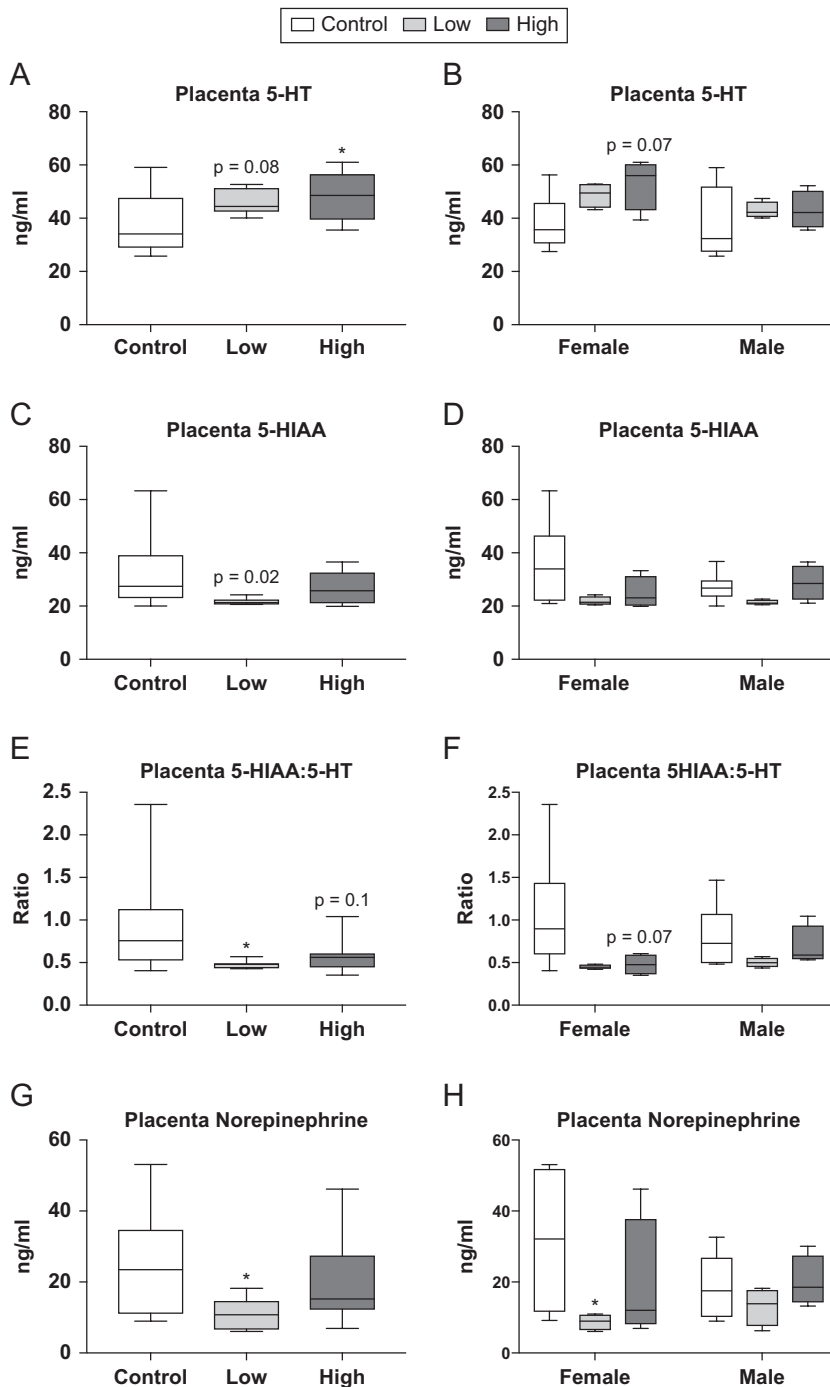 Control Low High
A
Placenta 5-HT
80
60
40
20
0
ng/ml
p = 0.08
*
Control Low High
B
Placenta 5-HT
80
60
40
20
0
ng/ml
p = 0.07
Female Male
C
Placenta 5-HIAA
80
60
40
20
0
ng/ml
p = 0.02
Control Low High
D
Placenta 5-HIAA
80
60
40
20
0
ng/ml
Female Male
E
Placenta 5-HIAA:5-HT
2.5
2.0
1.5
1.0
0.5
0.0
Ratio
*
p = 0.1
Control Low High
F
Placenta 5HIAA:5-HT
2.5
2.0
1.5
1.0
0.5
0.0
Ratio
p = 0.07
Female Male
G
Placenta Norepinephrine
60
40
20
0
ng/ml
*
Control Low High
H
Placenta Norepinephrine
60
40
20
0
ng/ml
*
Female Male